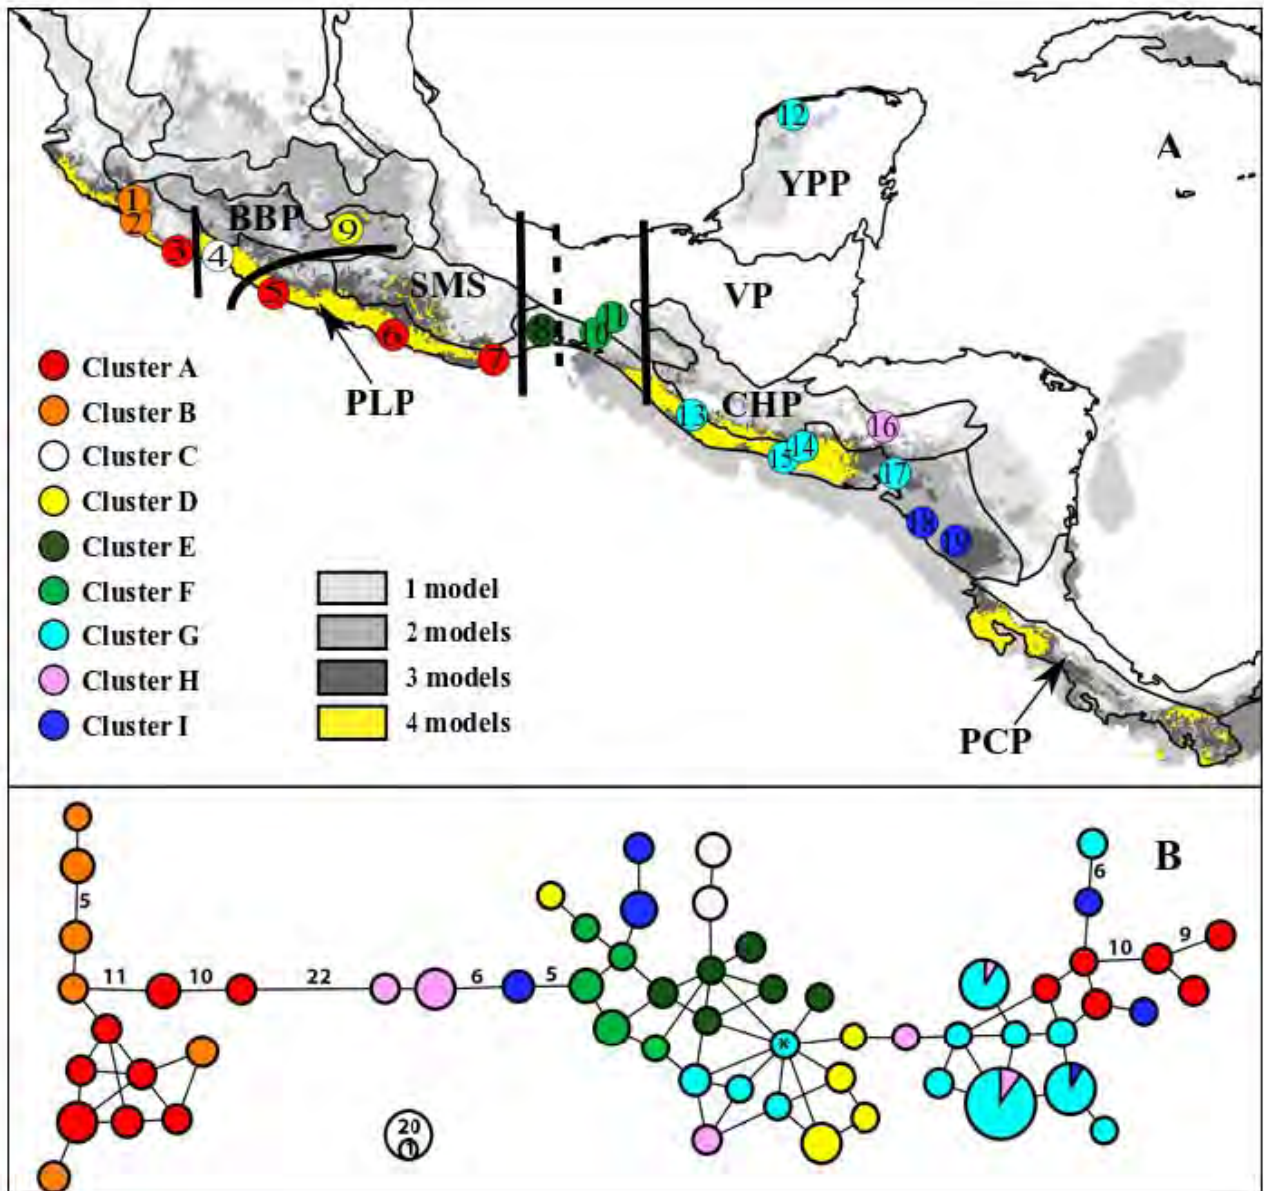 A
12
YPP
1
BBP
9
2
3
4
SMS
VP
5
11
8
10
6
7
Cluster A
PLP
Cluster B
13
CHP
16
Cluster C
14
15
17
Cluster D
18
19
Cluster E
1 model
Cluster F
2 models
Cluster G
3 models
Cluster H
4 models
Cluster I
PCP
B
6
5
10
9
11
10
22
6
5
*
20
1